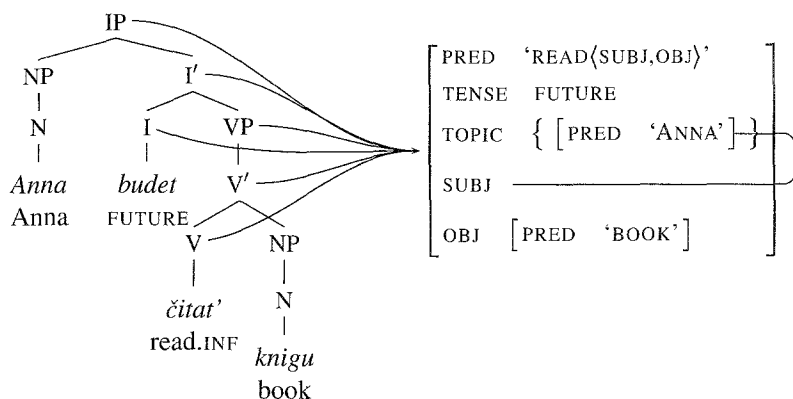 IP
NP I′
N I VP
Anna budet V′
Anna FUTURE
V NP
čitat’ N
read.INF
knigu
book
PRED ‘READ⟨SUBJ,OBJ⟩’
TENSE FUTURE
TOPIC { [PRED ‘ANNA’] }
SUBJ
OBJ [PRED ‘BOOK’]